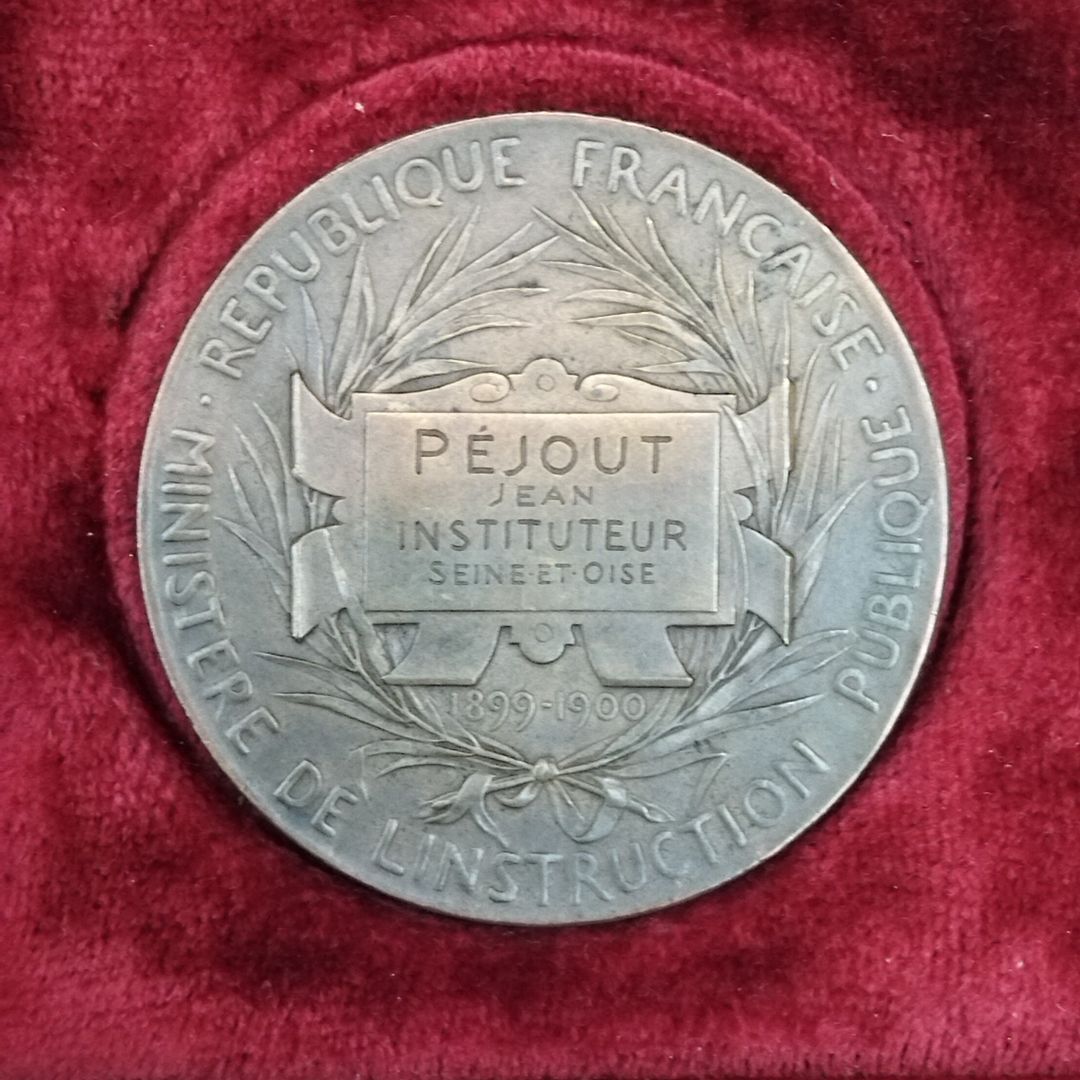 · REPUBLIQUE FRANCAISE ·
PÉJOUT
JEAN
INSTITUTEUR
SEINE·ET·OISE
1899-1900
MINISTERE DE L'INSTRUCTION PUBLIQUE